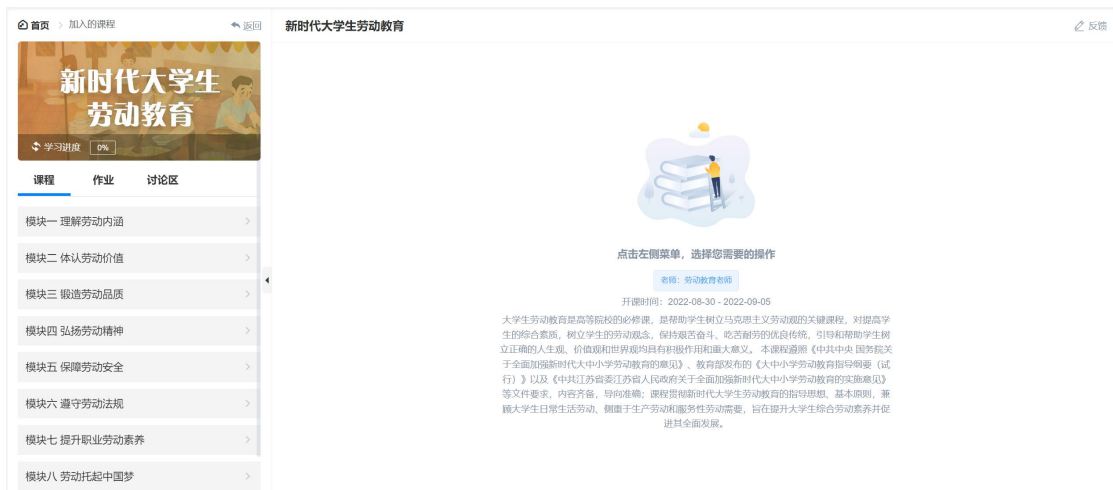 首页 > 加入的课程
返回
新时代大学生
劳动教育
学习进度 0%
课程 作业 讨论区
模块一 理解劳动内涵
模块二 体认劳动价值
模块三 锻造劳动品质
模块四 弘扬劳动精神
模块五 保障劳动安全
模块六 遵守劳动法规
模块七 提升职业劳动素养
模块八 劳动托起中国梦
新时代大学生劳动教育
反馈
点击左侧菜单，选择您需要的操作
老师：劳动教育老师
开课时间：2022-08-30 - 2022-09-05
大学生劳动教育是高等院校的必修课，是帮助学生树立马克思主义劳动观的关键课程，对提高学
生的综合素质，树立学生的劳动观念，保持艰苦奋斗、吃苦耐劳的优良传统，引导和帮助学生树
立正确的人生观、价值观和世界观均具有积极作用和重大意义。 本课程遵照《中共中央 国务院关
于全面加强新时代大中小学劳动教育的意见》、教育部发布的《大中小学劳动教育指导纲要（试
行）》以及《中共江苏省委江苏省人民政府关于全面加强新时代大中小学劳动教育的实施意见》
等文件要求，内容齐备，导向准确；课程贯彻新时代大学生劳动教育的指导思想、基本原则，兼
顾大学生日常生活劳动、侧重于生产劳动和服务性劳动需要，旨在提升大学生综合劳动素养并促
进其全面发展。